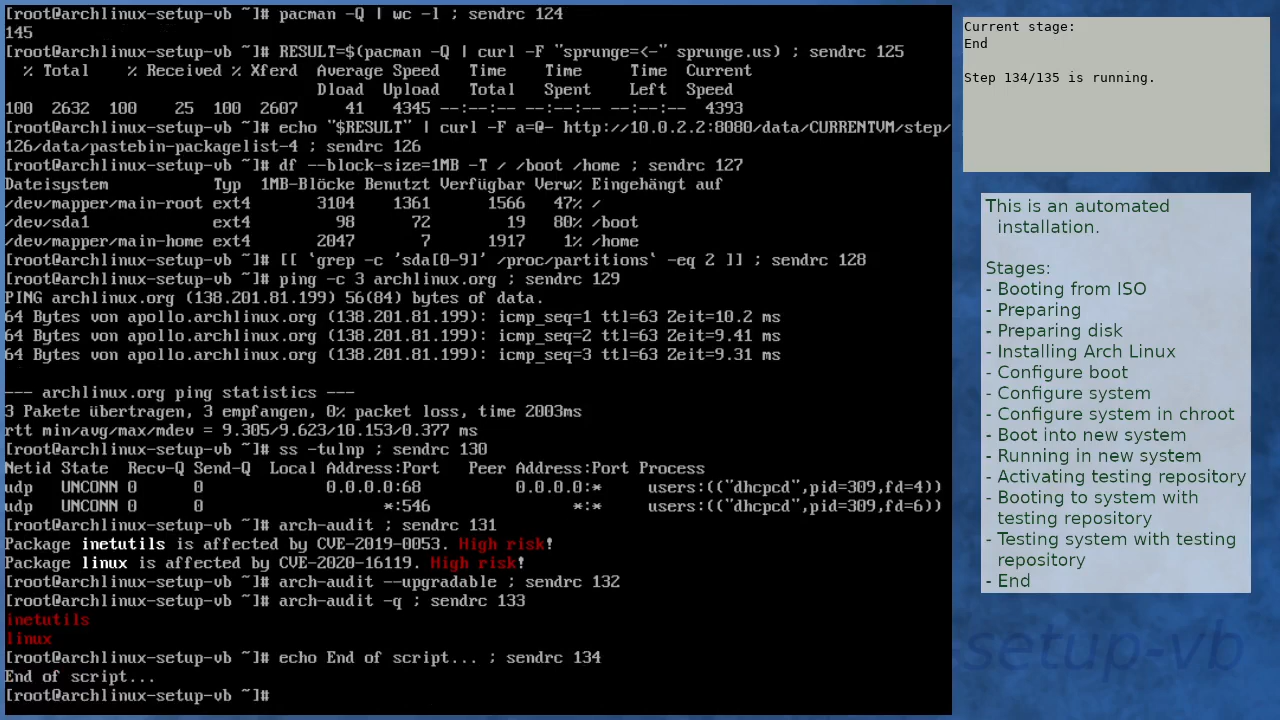 [root@archlinux-setup-vb ~]# pacman -Q | wc -l ; sendrc 124
145
[root@archlinux-setup-vb ~]# RESULT=$(pacman -Q | curl -F "sprunge=<-" sprunge.us) ; sendrc 125
  % Total    % Received % Xferd  Average Speed   Time    Time     Time  Current
                                 Dload  Upload   Total   Spent    Left  Speed
100  2632  100    25  100  2607     41   4345 --:--:-- --:--:-- --:--:--  4393
[root@archlinux-setup-vb ~]# echo "$RESULT" | curl -F a=@- http://10.0.2.2:8080/data/CURRENTVM/step/
126/data/pastebin-packagelist-4 ; sendrc 126
[root@archlinux-setup-vb ~]# df --block-size=1MB -T / /boot /home ; sendrc 127
Dateisystem           Typ  1MB-Blöcke Benutzt Verfügbar Verw% Eingehängt auf
/dev/mapper/main-root ext4       3104    1361      1566   47% /
/dev/sda1             ext4         98      72        19   80% /boot
/dev/mapper/main-home ext4       2047       7      1917    1% /home
[root@archlinux-setup-vb ~]# [[ `grep -c 'sda[0-9]' /proc/partitions` -eq 2 ]] ; sendrc 128
[root@archlinux-setup-vb ~]# ping -c 3 archlinux.org ; sendrc 129
PING archlinux.org (138.201.81.199) 56(84) bytes of data.
64 Bytes von apollo.archlinux.org (138.201.81.199): icmp_seq=1 ttl=63 Zeit=10.2 ms
64 Bytes von apollo.archlinux.org (138.201.81.199): icmp_seq=2 ttl=63 Zeit=9.41 ms
64 Bytes von apollo.archlinux.org (138.201.81.199): icmp_seq=3 ttl=63 Zeit=9.31 ms
--- archlinux.org ping statistics ---
3 Pakete übertragen, 3 empfangen, 0% packet loss, time 2003ms
rtt min/avg/max/mdev = 9.305/9.623/10.153/0.377 ms
[root@archlinux-setup-vb ~]# ss -tulnp ; sendrc 130
Netid State  Recv-Q Send-Q  Local Address:Port   Peer Address:Port Process
udp   UNCONN 0      0             0.0.0.0:68          0.0.0.0:*     users:(("dhcpcd",pid=309,fd=4))
udp   UNCONN 0      0                   *:546               *:*     users:(("dhcpcd",pid=309,fd=6))
[root@archlinux-setup-vb ~]# arch-audit ; sendrc 131
Package inetutils is affected by CVE-2019-0053. High risk!
Package linux is affected by CVE-2020-16119. High risk!
[root@archlinux-setup-vb ~]# arch-audit --upgradable ; sendrc 132
[root@archlinux-setup-vb ~]# arch-audit -q ; sendrc 133
inetutils
linux
[root@archlinux-setup-vb ~]# echo End of script... ; sendrc 134
End of script...
[root@archlinux-setup-vb ~]#
Current stage:
End
Step 134/135 is running.
This is an automated
installation.
Stages:
- Booting from ISO
- Preparing
- Preparing disk
- Installing Arch Linux
- Configure boot
- Configure system
- Configure system in chroot
- Boot into new system
- Running in new system
- Activating testing repository
- Booting to system with
testing repository
- Testing system with testing
repository
- End
-setup-vb